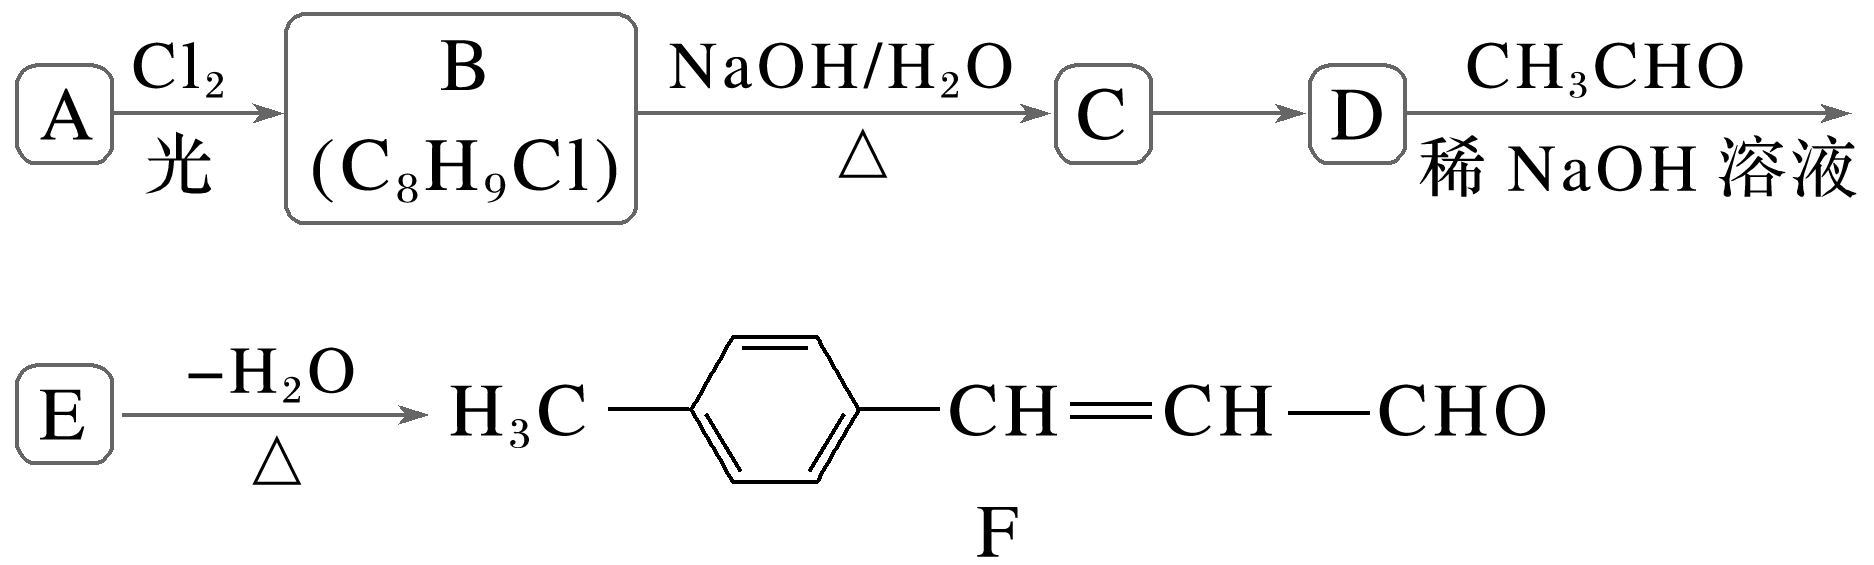 A Cl₂ 光 B (C₈H₉Cl) NaOH/H₂O △ C D CH₃CHO 稀 NaOH 溶液
E −H₂O △ H₃C CH CH CHO
F